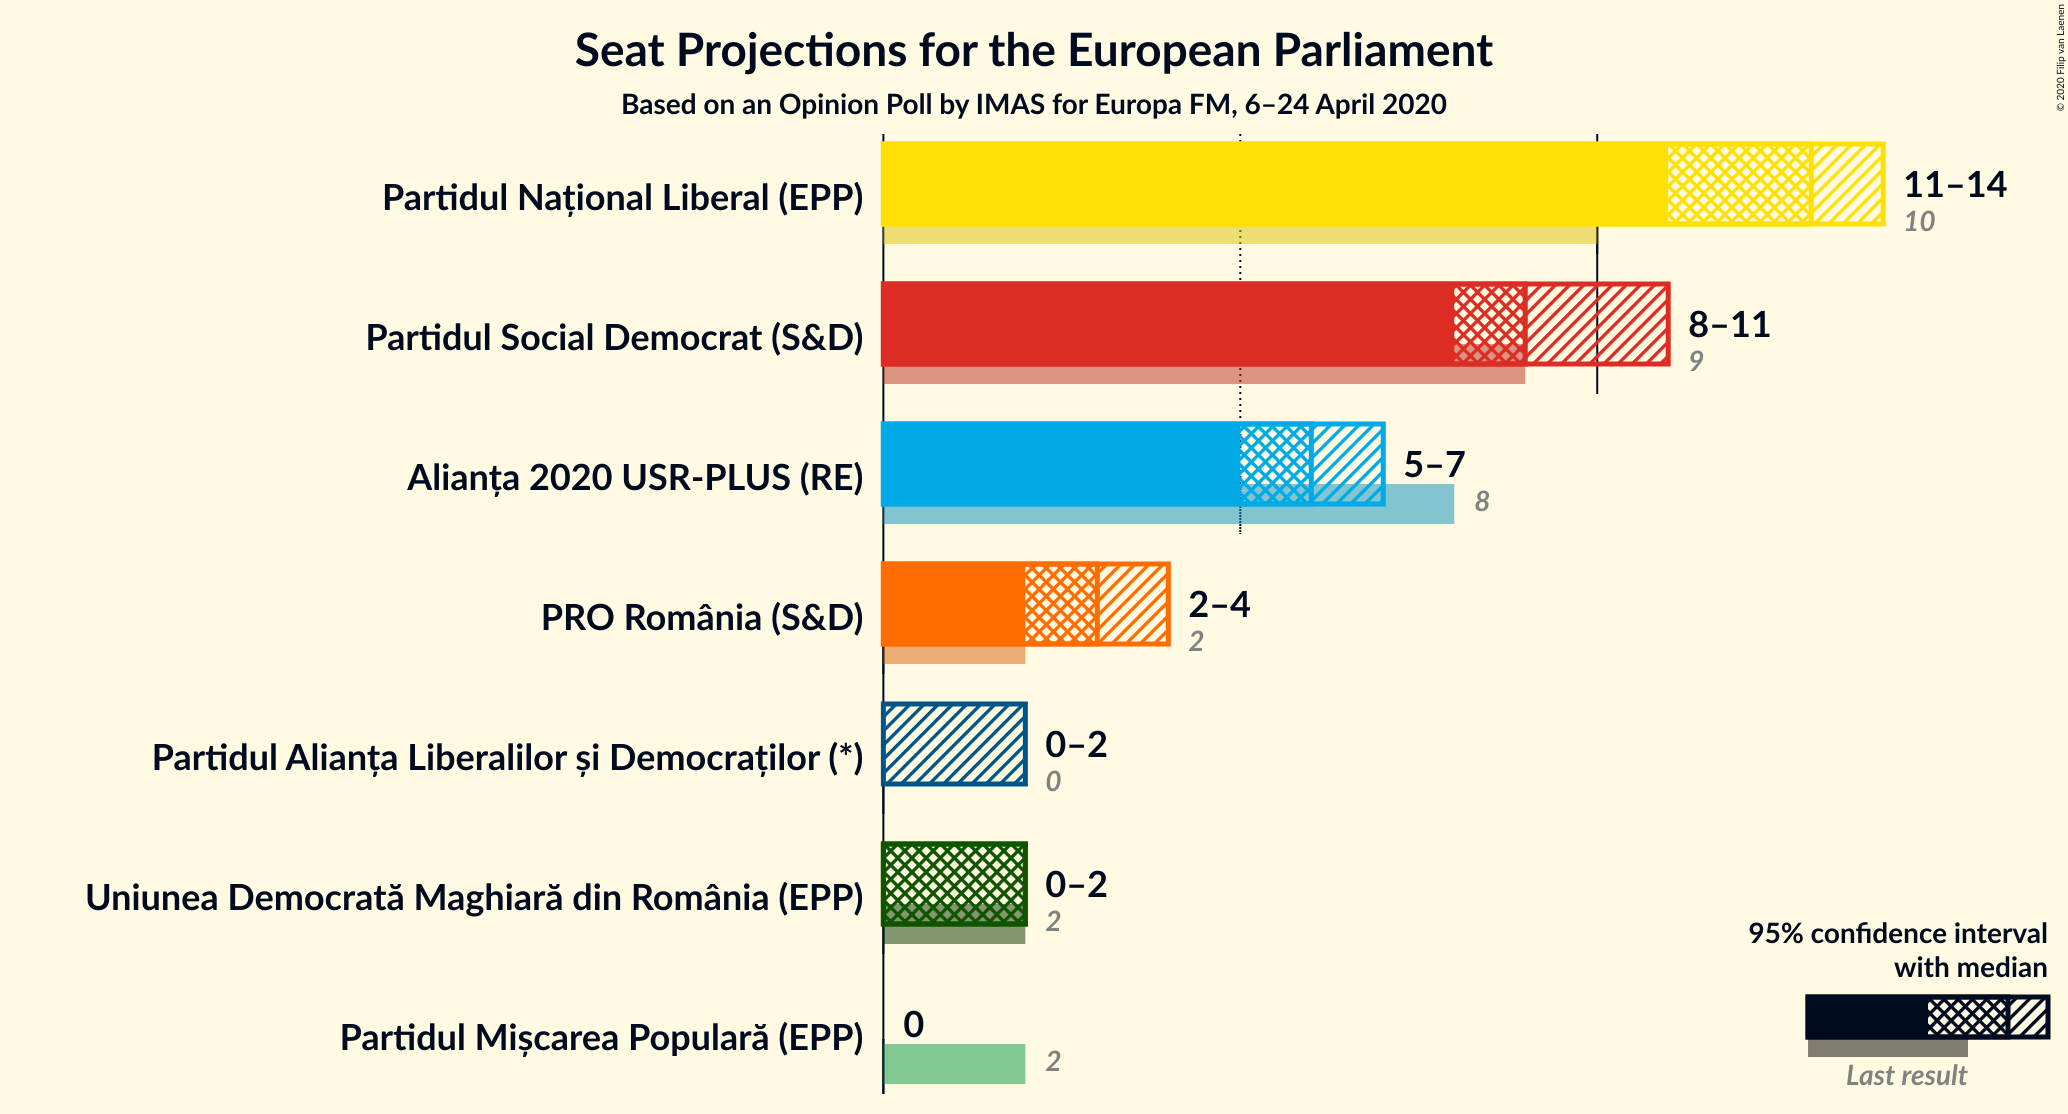 Seat Projections for the European Parliament
Based on an Opinion Poll by IMAS for Europa FM, 6–24 April 2020
© 2020 Filip van Laenen
Partidul Național Liberal (EPP)
11–14
10
Partidul Social Democrat (S&D)
8–11
9
Alianța 2020 USR-PLUS (RE)
5–7
8
PRO România (S&D)
2–4
2
Partidul Alianța Liberalilor și Democraților (*)
0–2
0
Uniunea Democrată Maghiară din România (EPP)
0–2
2
Partidul Mișcarea Populară (EPP)
0
2
95% confidence interval
with median
Last result